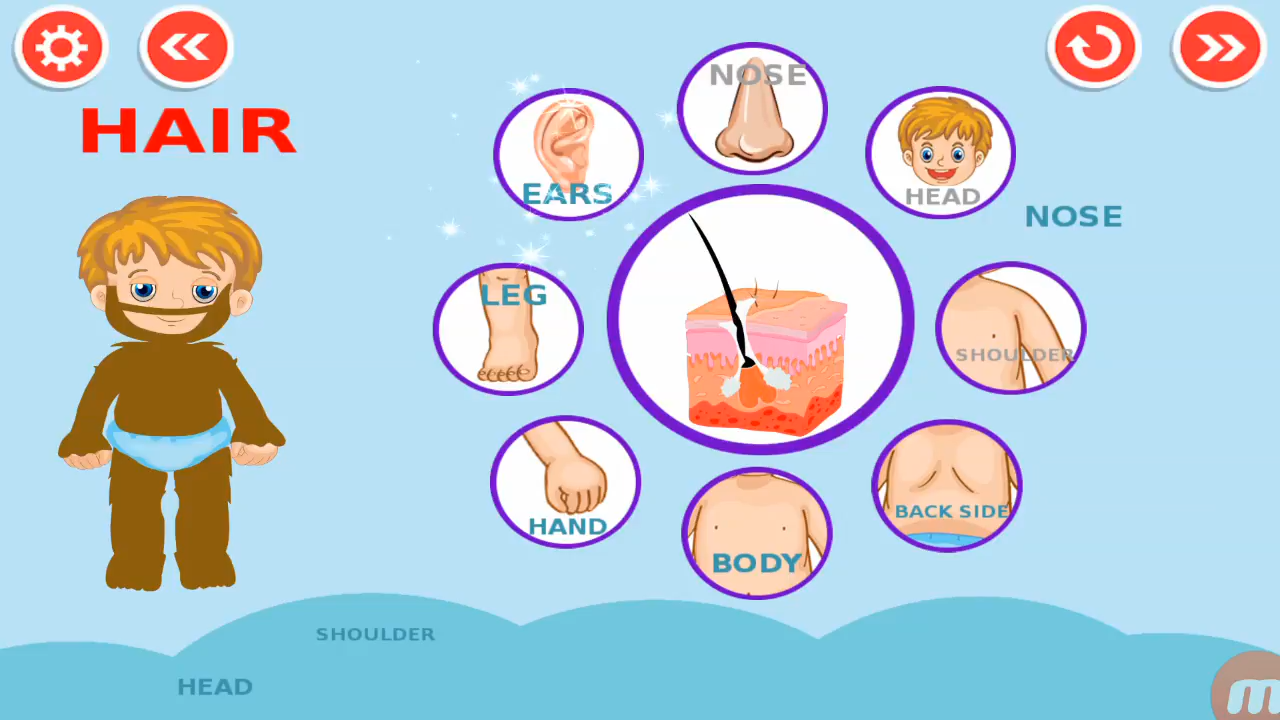 HAIR
NOSE
EARS
HEAD
NOSE
LEG
SHOULDER
HAND
BACK SIDE
BODY
SHOULDER
HEAD
m